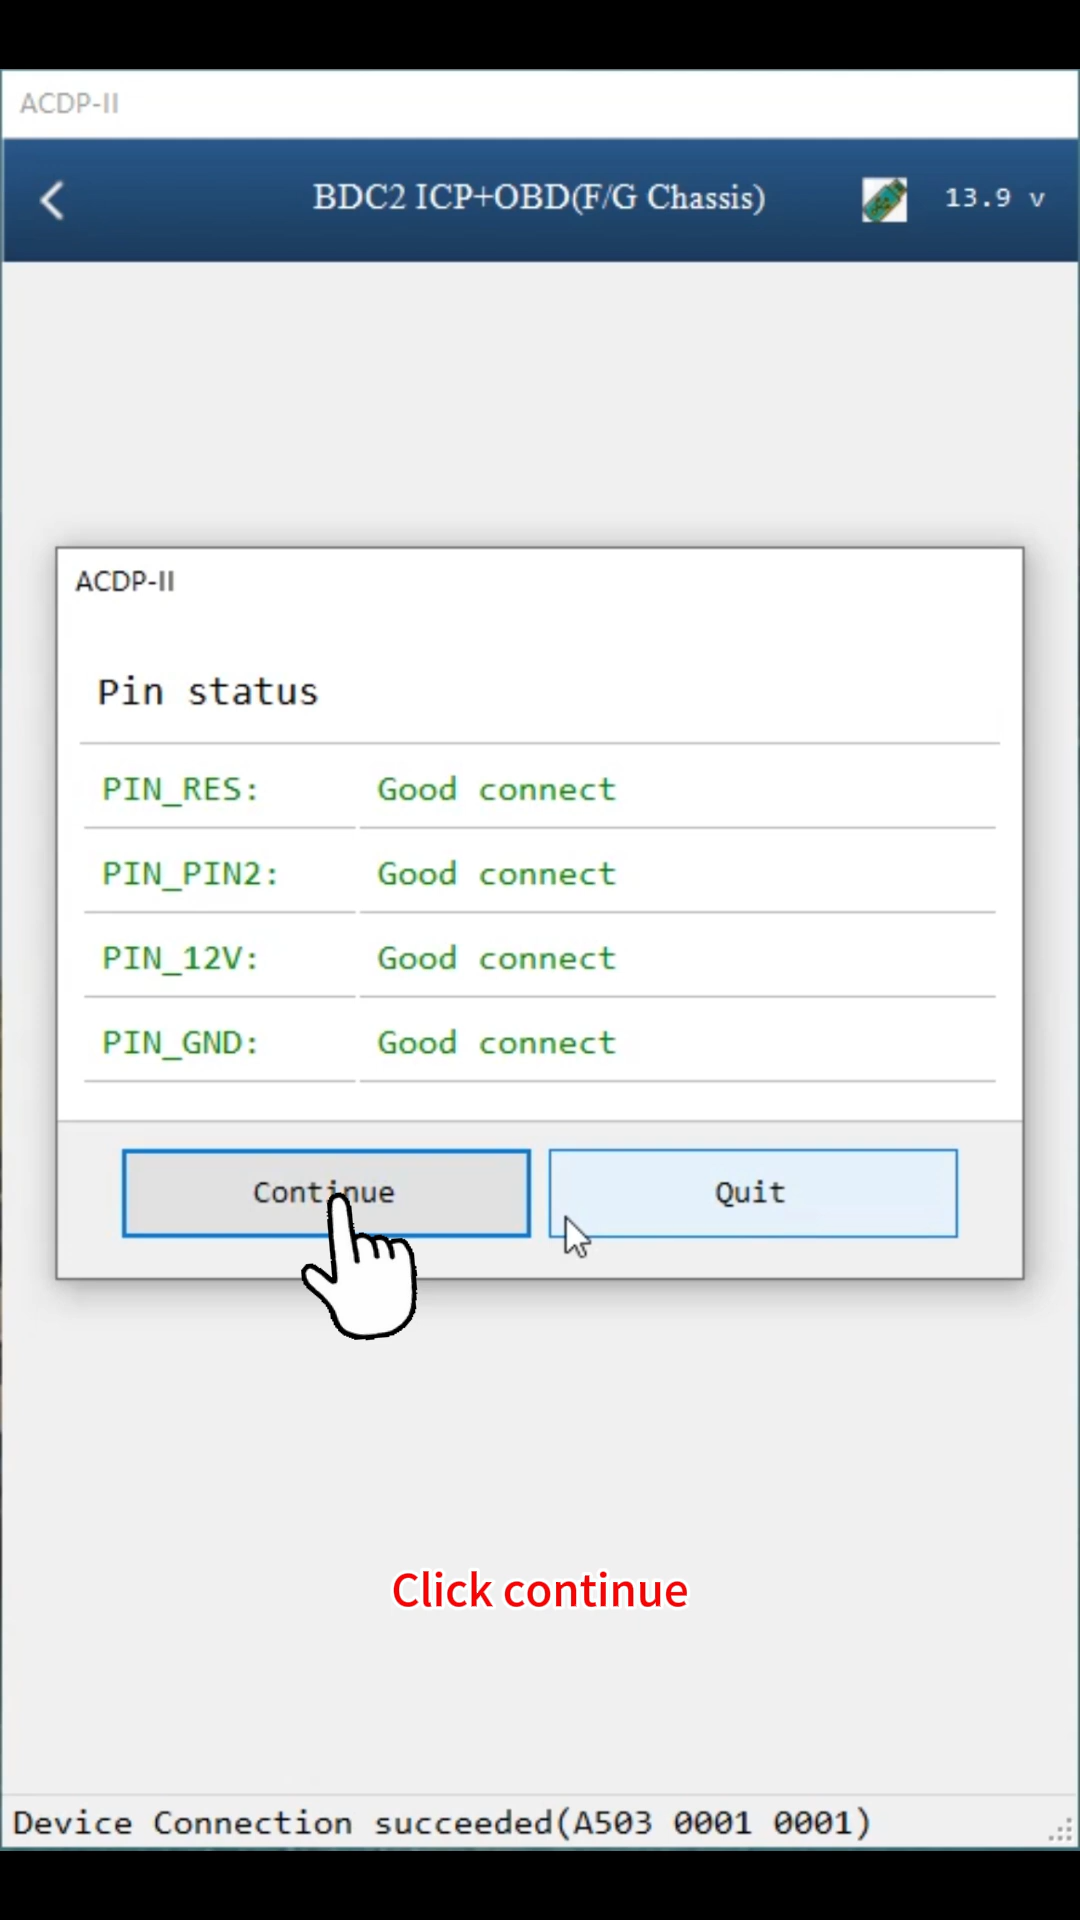 ACDP-II
BDC2 ICP+OBD(F/G Chassis)
13.9 v
ACDP-II
Pin status
PIN_RES: Good connect
PIN_PIN2: Good connect
PIN_12V: Good connect
PIN_GND: Good connect
Continue Quit
Click continue
Device Connection succeeded(A503 0001 0001)